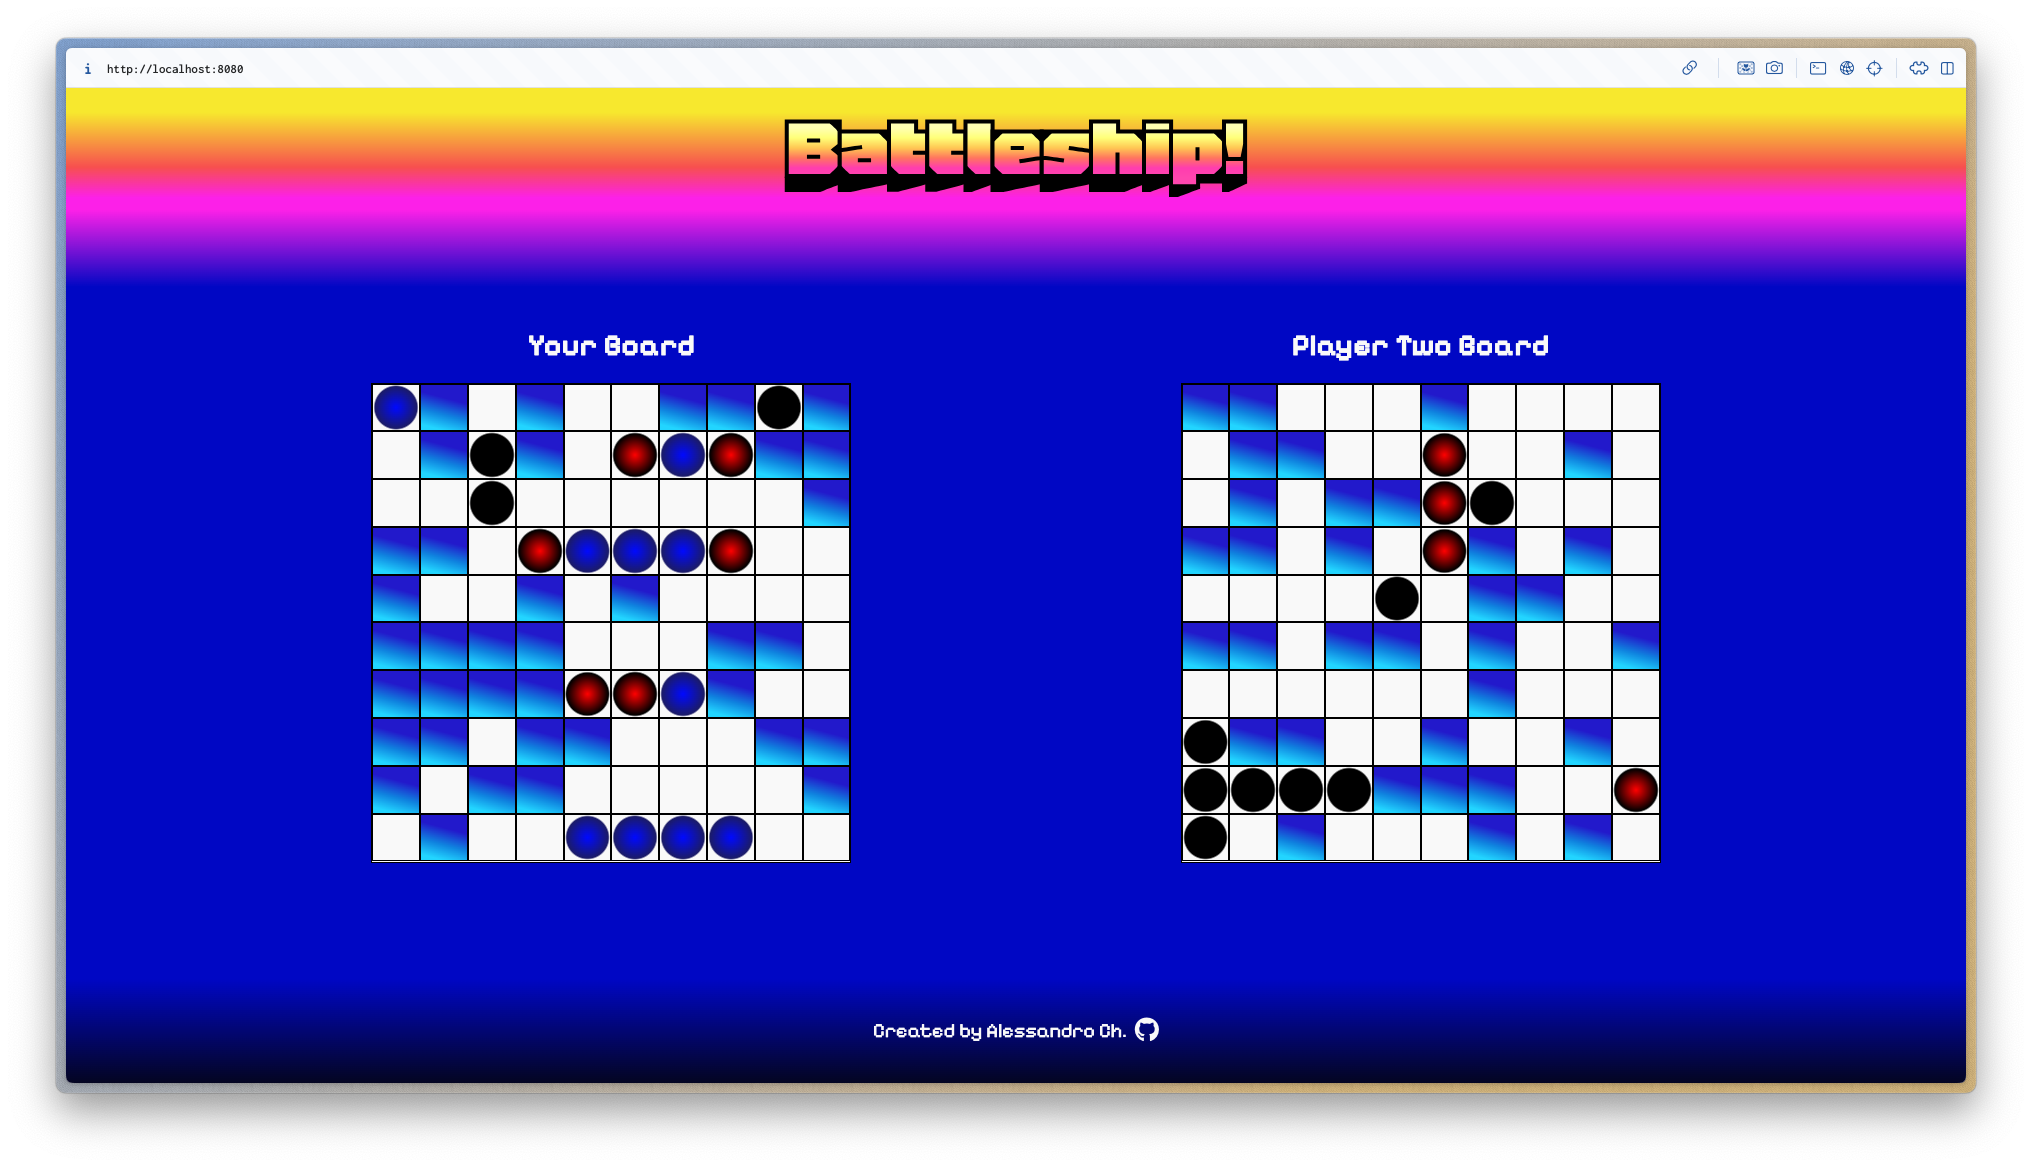 http://localhost:8080
Battleship!
Your Board
Player Two Board
Created by Alessandro Ch.